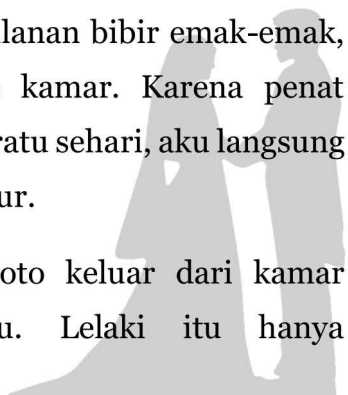 lanan bibir emak-emak,
kamar. Karena penat
ratu sehari, aku langsung
ur.
oto keluar dari kamar
u. Lelaki itu hanya